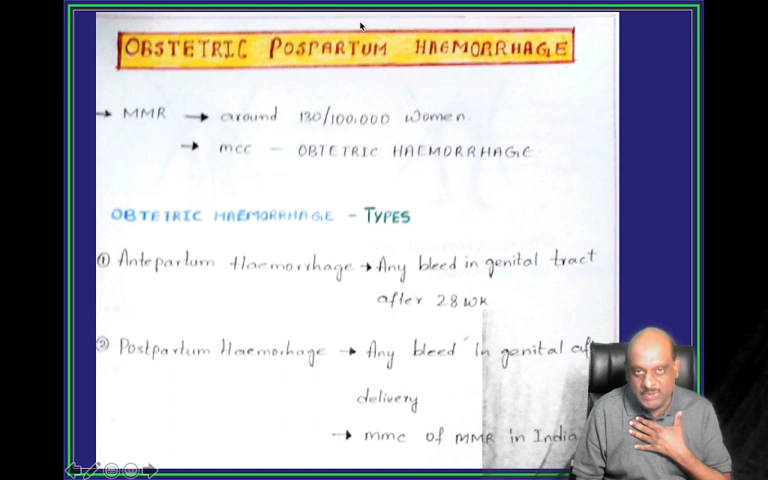 OBSTETRIC POSPARTUM HAEMORRHAGE
→ MMR → around 130/100,000 women.
→ mcc - OBTETRIC HAEMORRHAGE
OBTETRIC HAEMORRHAGE - TYPES
① Antepartum Haemorrhage → Any bleed in genital tract
after 28 wk
② Postpartum Haemorhage → Any bleed in genital aft
delivery
→ mmc of MMR in India